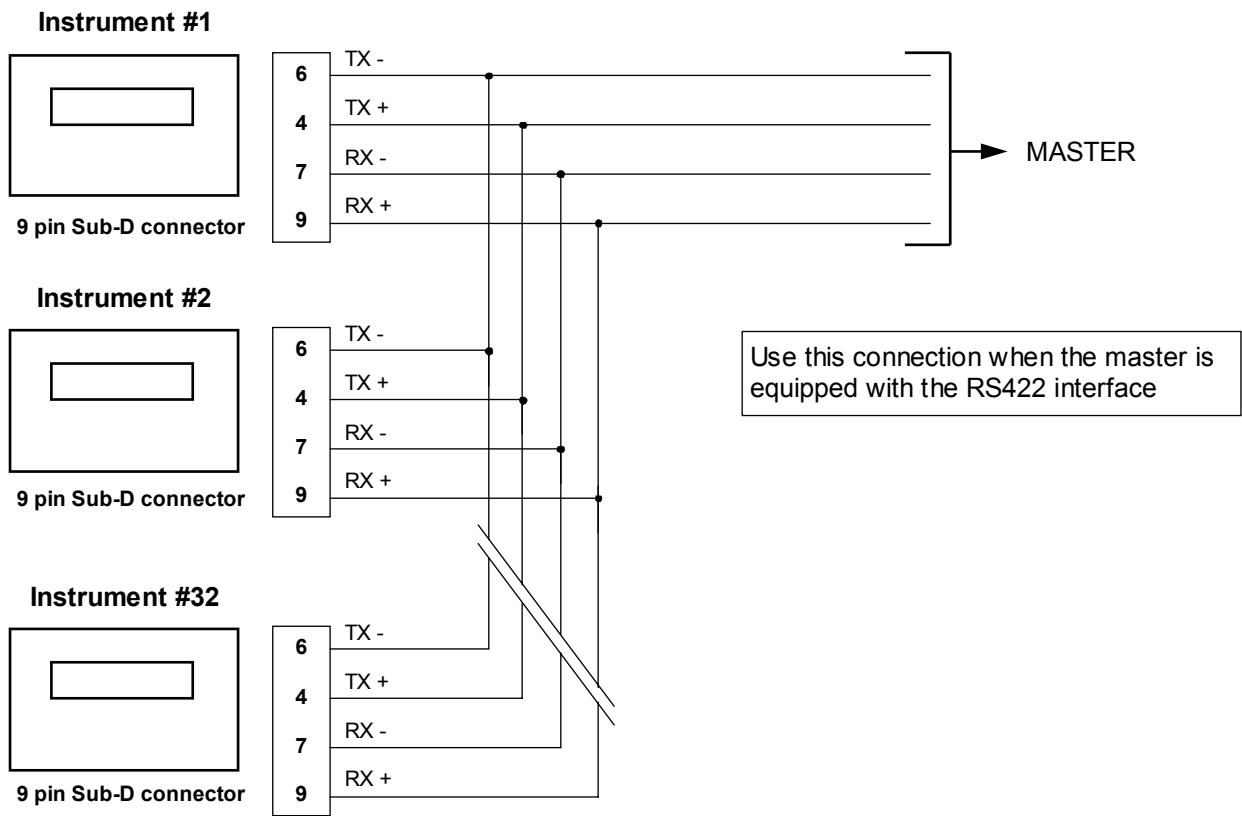 Instrument #1
6 TX -
4 TX +
7 RX -
9 RX +
MASTER
9 pin Sub-D connector
Instrument #2
6 TX -
4 TX +
7 RX -
9 RX +
9 pin Sub-D connector
Use this connection when the master is
equipped with the RS422 interface
Instrument #32
6 TX -
4 TX +
7 RX -
9 RX +
9 pin Sub-D connector